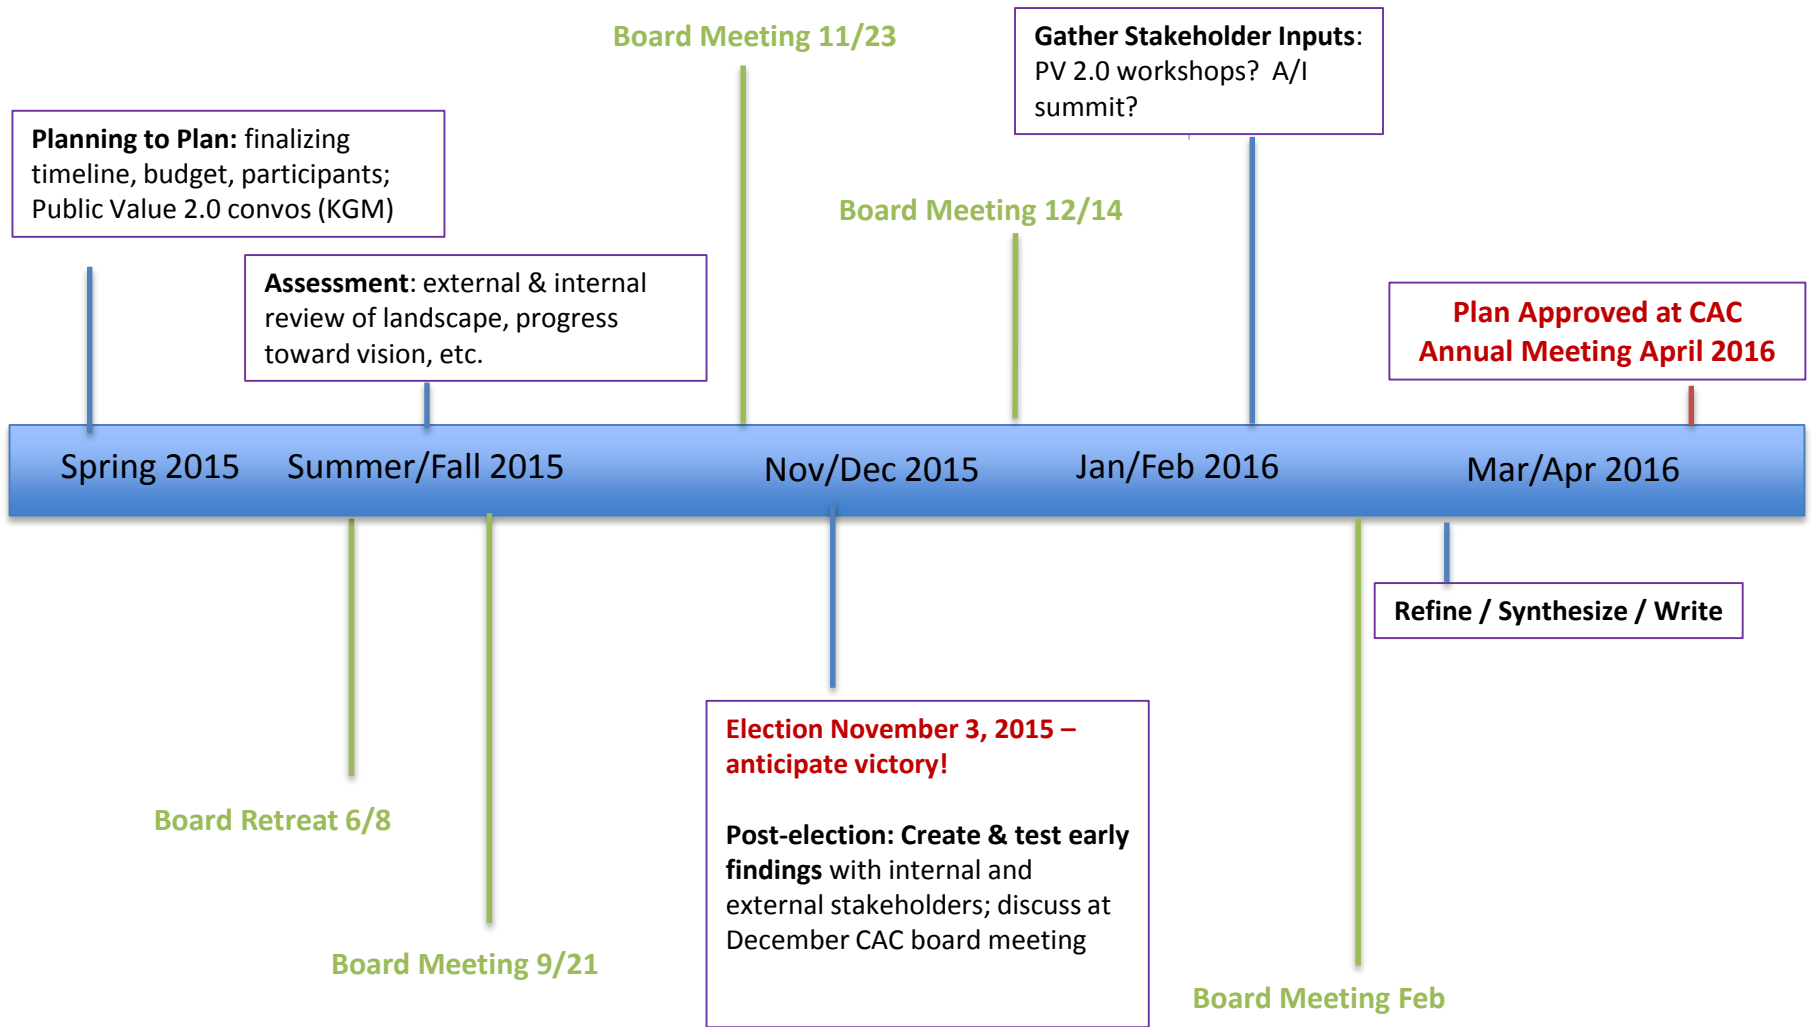 Board Meeting 11/23
Gather Stakeholder Inputs:
PV 2.0 workshops?  A/I
summit?
Planning to Plan: finalizing
timeline, budget, participants;
Public Value 2.0 convos (KGM)
Board Meeting 12/14
Assessment: external & internal
review of landscape, progress
toward vision, etc.
Plan Approved at CAC
Annual Meeting April 2016
Spring 2015
Summer/Fall 2015
Nov/Dec 2015
Jan/Feb 2016
Mar/Apr 2016
Refine / Synthesize / Write
Election November 3, 2015 –
anticipate victory!
Post-election: Create & test early
findings with internal and
external stakeholders; discuss at
December CAC board meeting
Board Retreat 6/8
Board Meeting 9/21
Board Meeting Feb